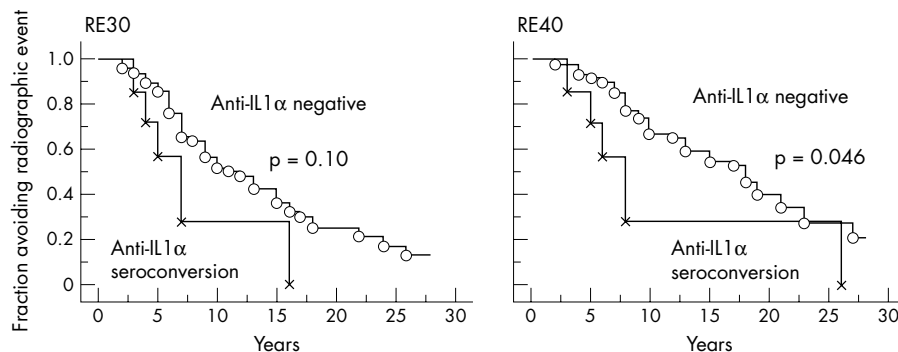 RE30
Fraction avoiding radiographic event
1.0
0.8
0.6
0.4
0.2
0
Anti-IL1α negative
p = 0.10
Anti-IL1α
seroconversion
0 5 10 15 20 25 30
Years
RE40
Anti-IL1α negative
p = 0.046
Anti-IL1α
seroconversion
0 5 10 15 20 25 30
Years